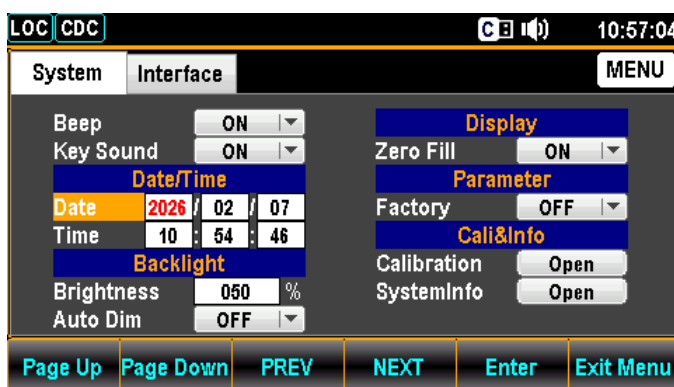 LOC CDC C 10:57:04
System Interface MENU
Beep ON
Key Sound ON
Date/Time
Date 2026 / 02 / 07
Time 10 : 54 : 46
Backlight
Brightness 050 %
Auto Dim OFF
Display
Zero Fill ON
Parameter
Factory OFF
Cali&Info
Calibration Open
SystemInfo Open
Page Up Page Down PREV NEXT Enter Exit Menu